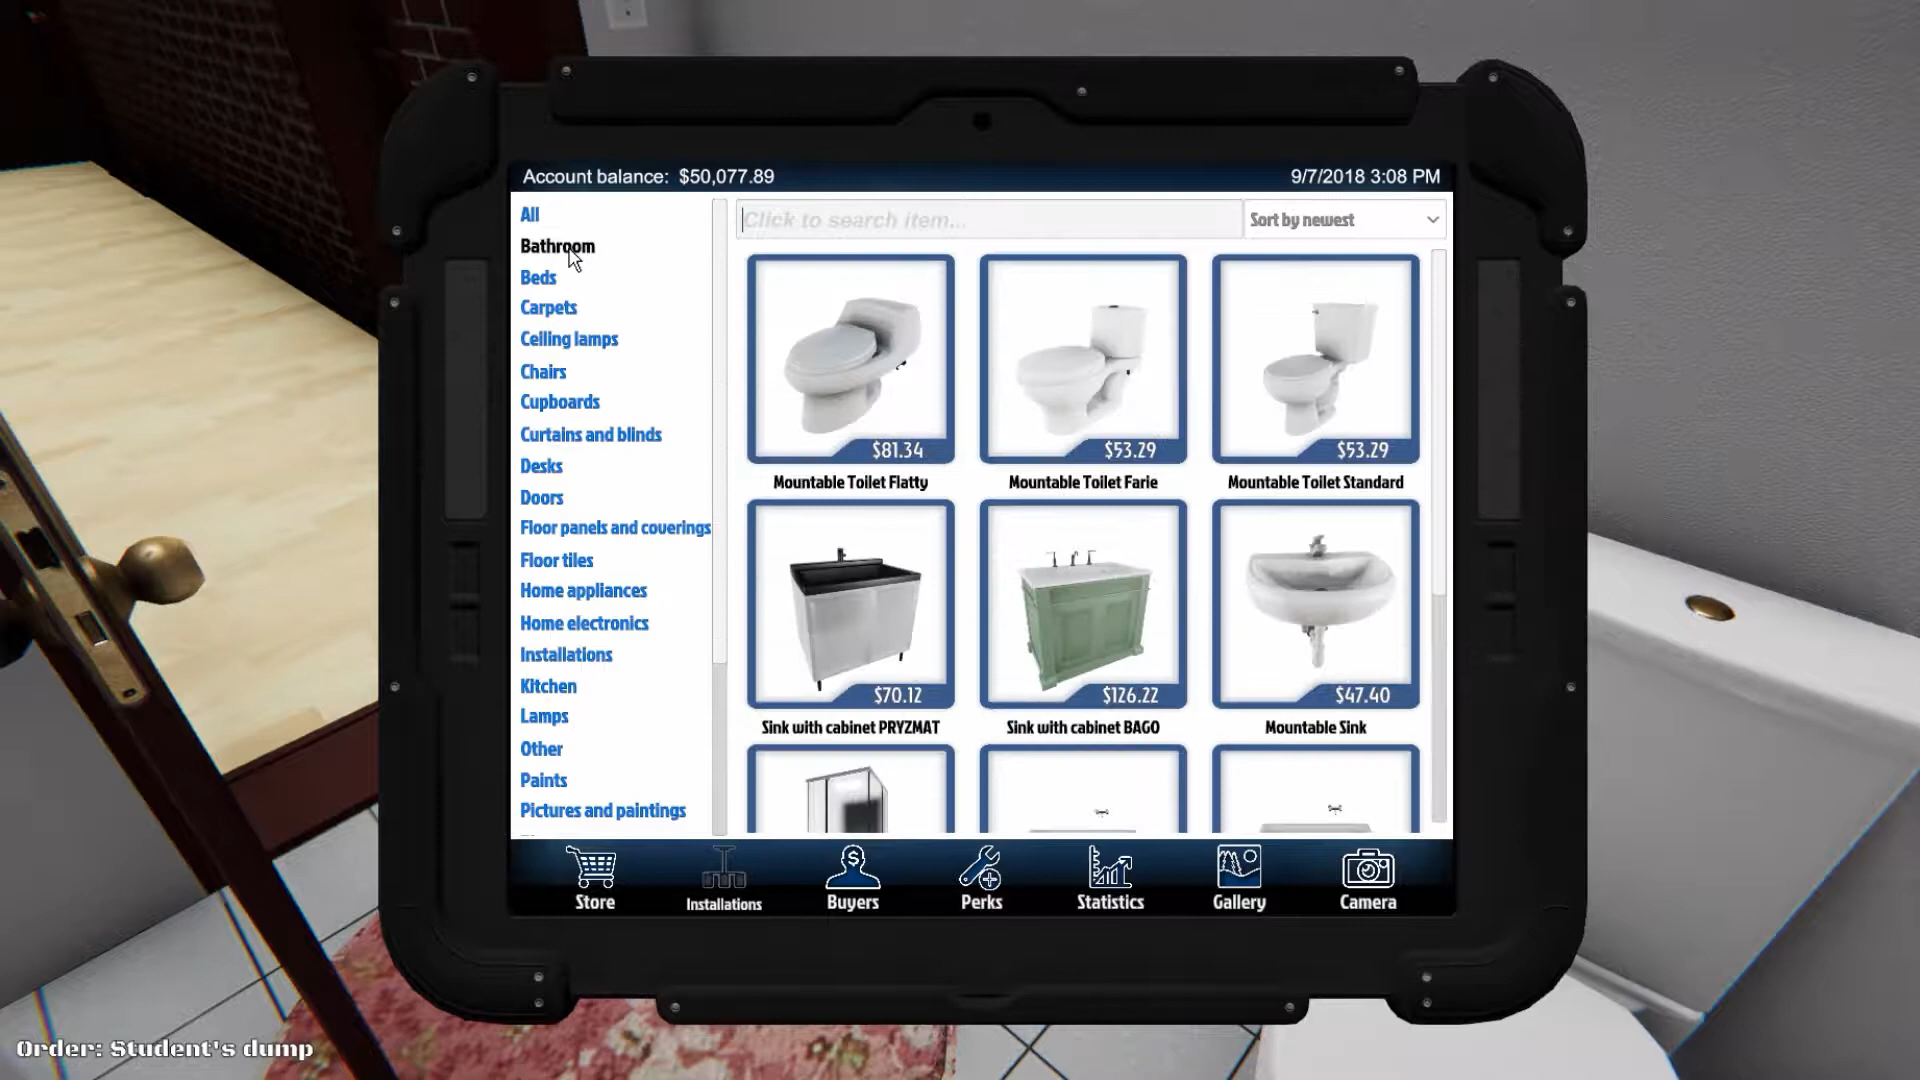 Account balance: $50,077.89
9/7/2018 3:08 PM
All
Bathroom
Beds
Carpets
Ceiling lamps
Chairs
Cupboards
Curtains and blinds
Desks
Doors
Floor panels and coverings
Floor tiles
Home appliances
Home electronics
Installations
Kitchen
Lamps
Other
Paints
Pictures and paintings
Click to search item...
Sort by newest
$81.34
$53.29
$53.29
Mountable Toilet Flatty
Mountable Toilet Farie
Mountable Toilet Standard
$70.12
$126.22
$47.40
Sink with cabinet PRYZMAT
Sink with cabinet BAGO
Mountable Sink
Store
Installations
Buyers
Perks
Statistics
Gallery
Camera
Order: Student's dump